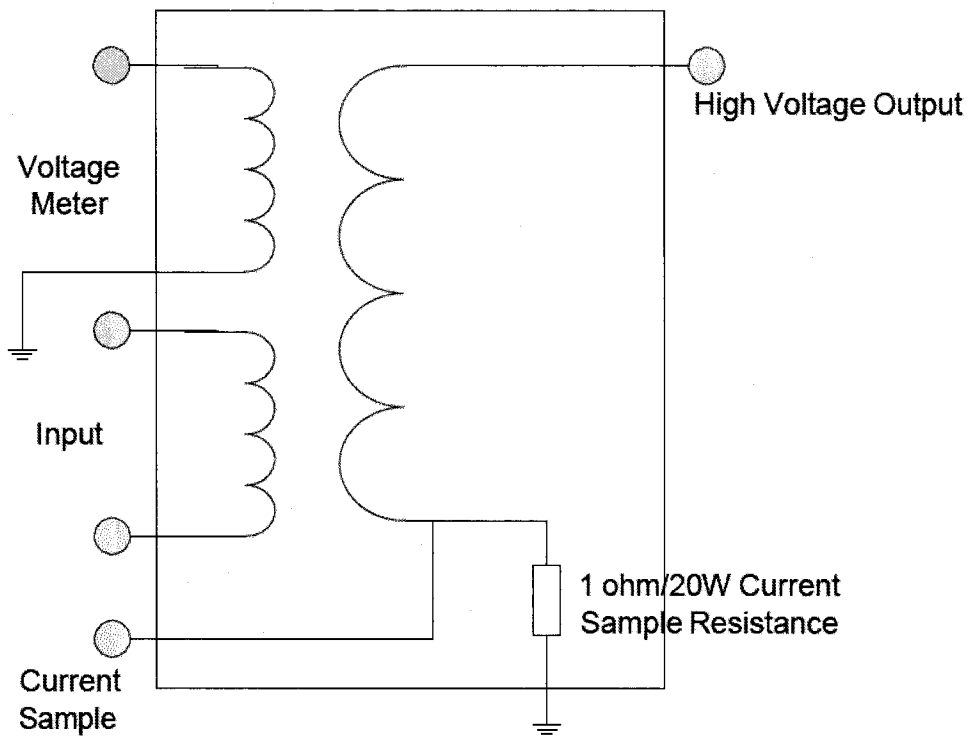 High Voltage Output
Voltage
Meter
Input
1 ohm/20W Current
Sample Resistance
Current
Sample